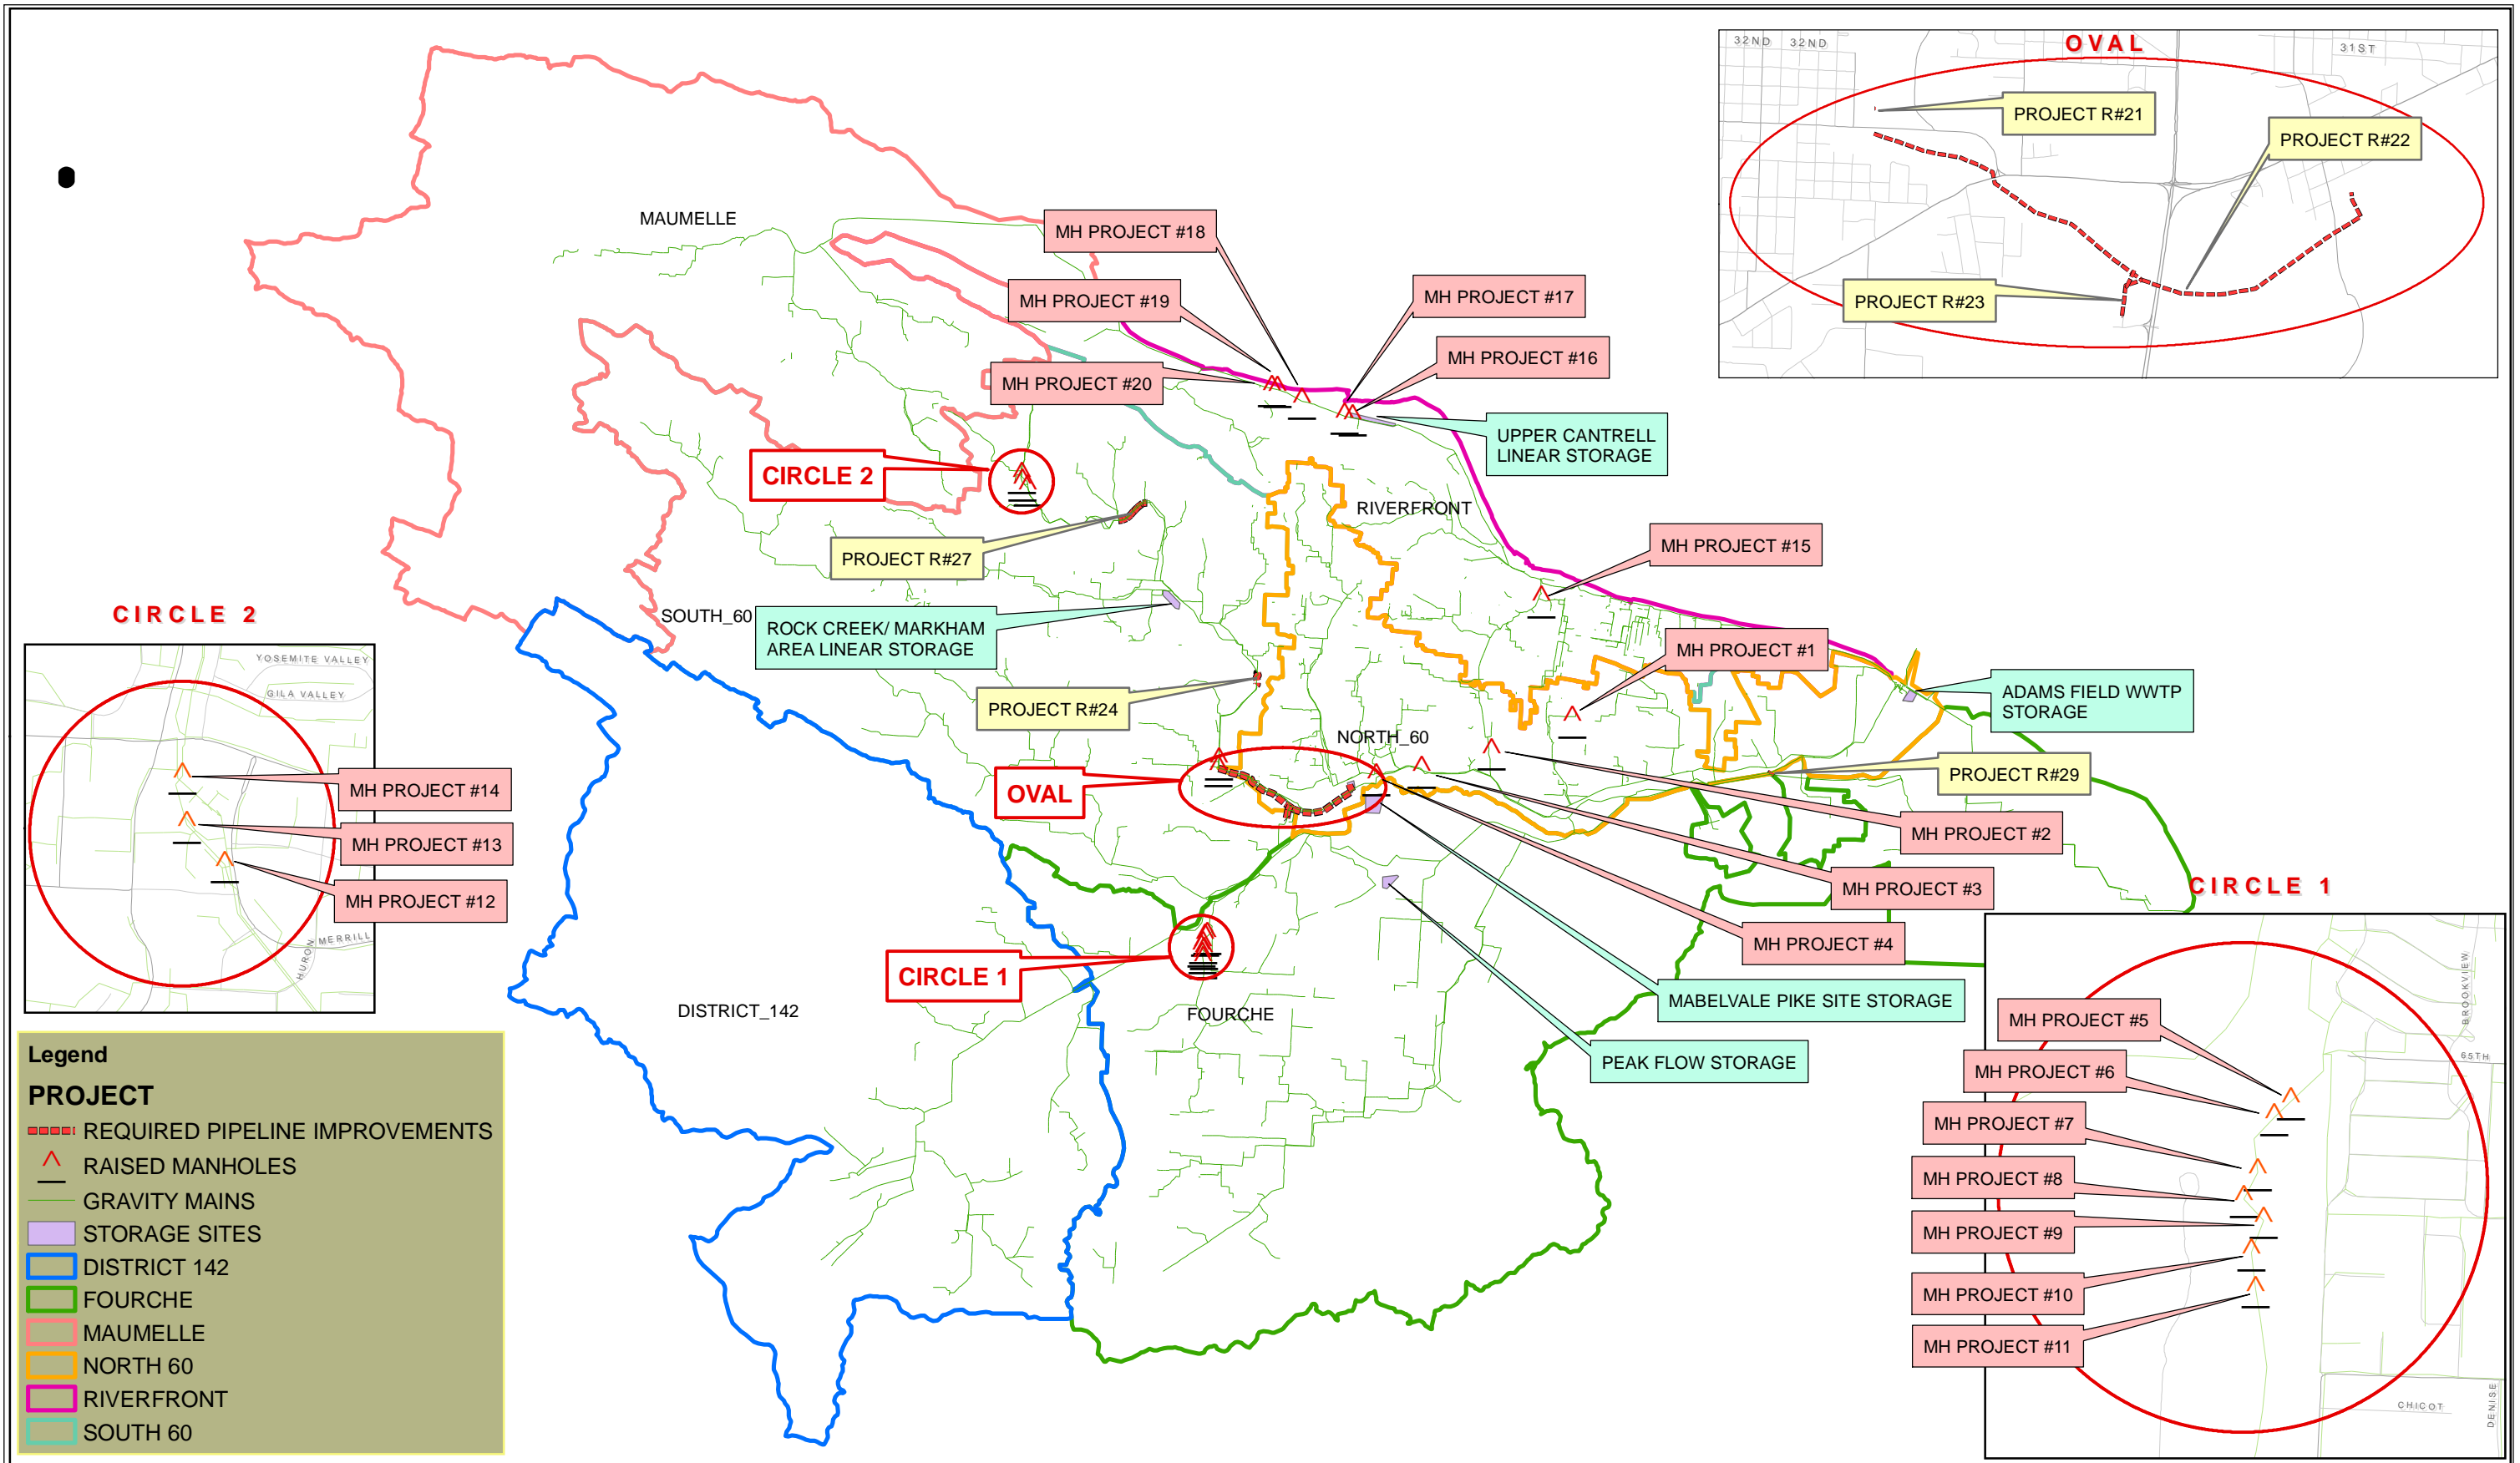 OVAL
32ND
32ND
31ST
PROJECT R#21
PROJECT R#22
PROJECT R#23
MAUMELLE
MH PROJECT #18
MH PROJECT #19
MH PROJECT #17
MH PROJECT #16
MH PROJECT #20
UPPER CANTRELL
LINEAR STORAGE
CIRCLE 2
RIVERFRONT
PROJECT R#27
MH PROJECT #15
SOUTH_60
ROCK CREEK/ MARKHAM
AREA LINEAR STORAGE
MH PROJECT #1
ADAMS FIELD WWTP
STORAGE
PROJECT R#24
NORTH_60
OVAL
PROJECT R#29
MH PROJECT #2
MH PROJECT #3
MH PROJECT #4
CIRCLE 1
MABELVALE PIKE SITE STORAGE
DISTRICT_142
FOURCHE
PEAK FLOW STORAGE
CIRCLE 2
YOSEMITE VALLEY
GILA VALLEY
MH PROJECT #14
MH PROJECT #13
MH PROJECT #12
HURON
MERRILL
CIRCLE 1
BROOKVIEW
65TH
MH PROJECT #5
MH PROJECT #6
MH PROJECT #7
MH PROJECT #8
MH PROJECT #9
MH PROJECT #10
MH PROJECT #11
CHICOT
DENISE
Legend
PROJECT
REQUIRED PIPELINE IMPROVEMENTS
RAISED MANHOLES
GRAVITY MAINS
STORAGE SITES
DISTRICT 142
FOURCHE
MAUMELLE
NORTH 60
RIVERFRONT
SOUTH 60